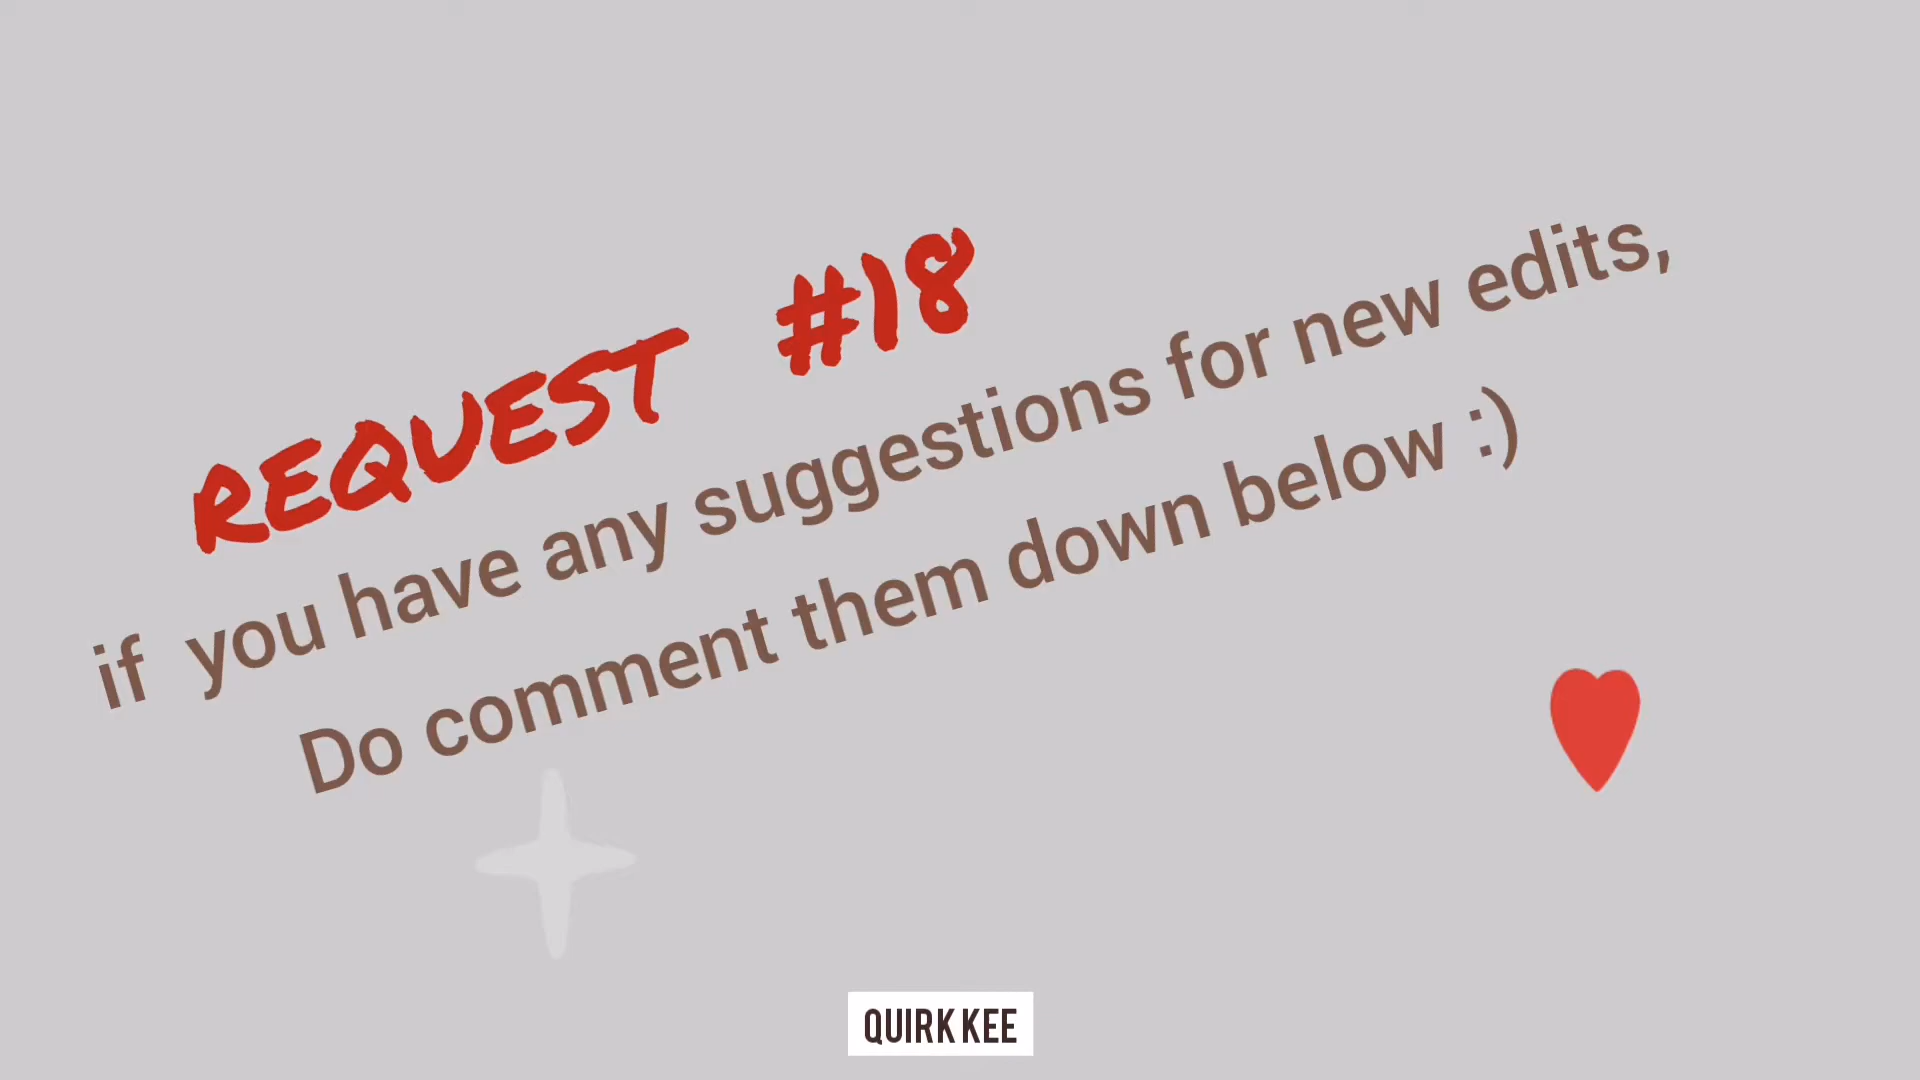 REQUEST #18
if you have any suggestions for new edits,
Do comment them down below :)
QUIRK KEE